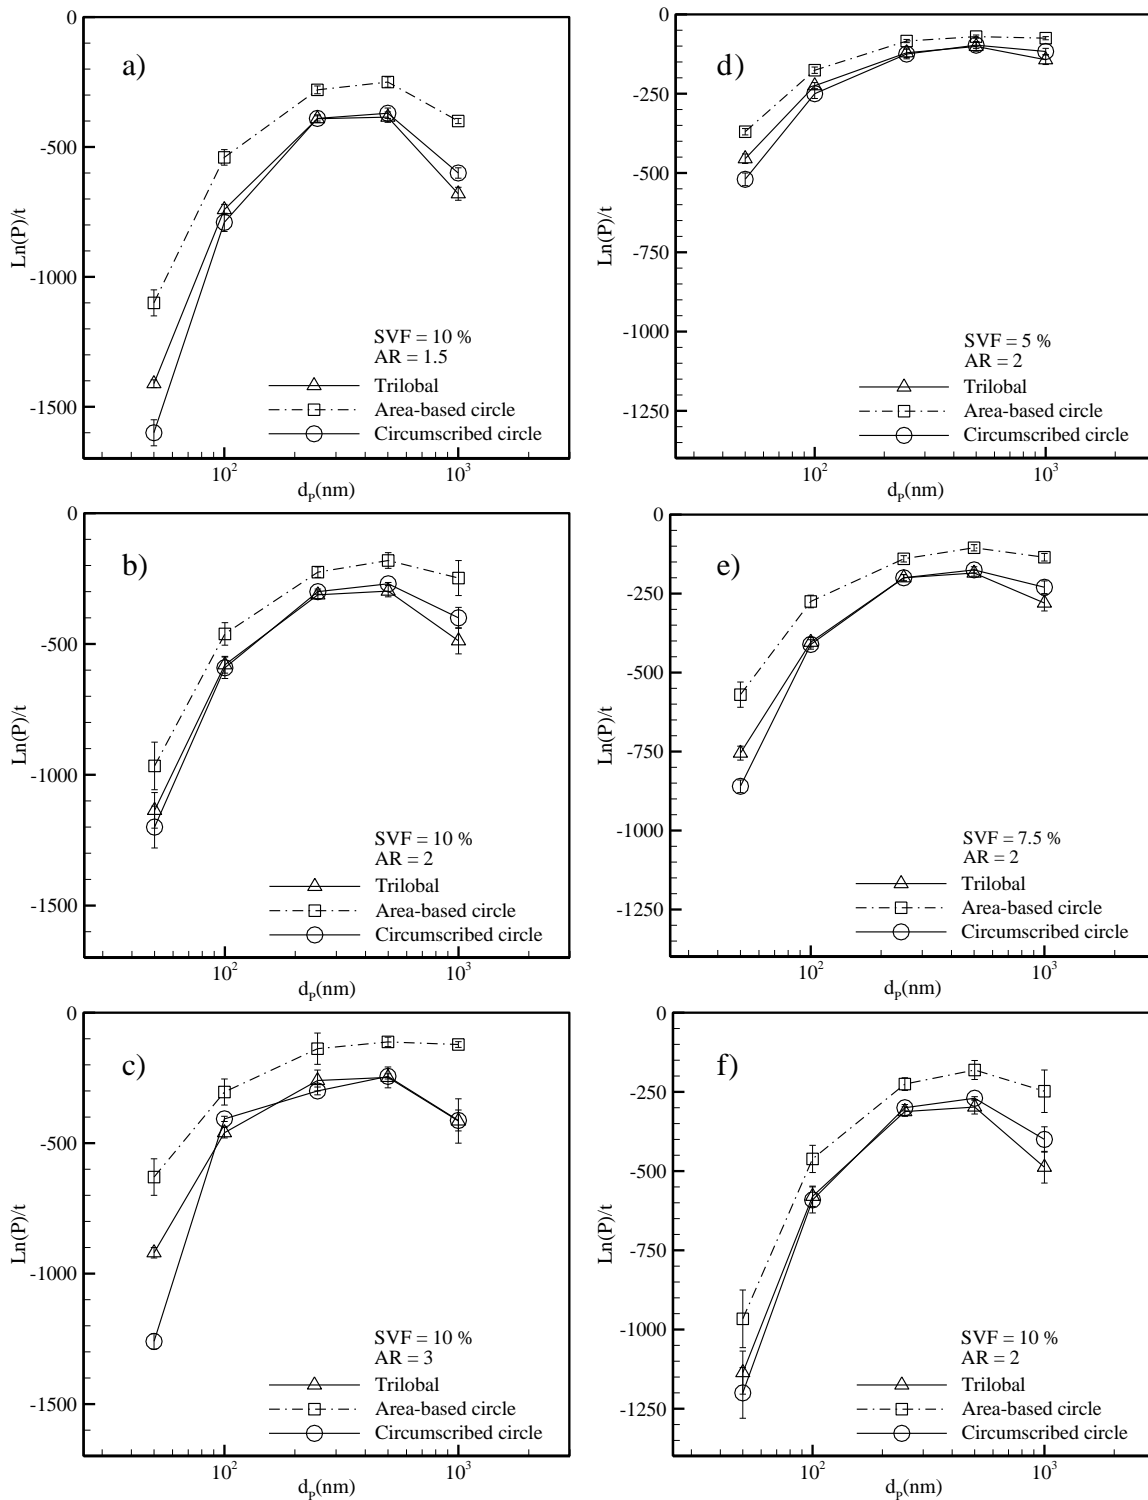 a)
0
-500
-1000
-1500
Ln(P)/t
SVF = 10 %
AR = 1.5
Trilobal
Area-based circle
Circumscribed circle
10²
10³
dₚ(nm)
d)
0
-250
-500
-750
-1000
-1250
Ln(P)/t
SVF = 5 %
AR = 2
Trilobal
Area-based circle
Circumscribed circle
10²
10³
dₚ(nm)
b)
0
-500
-1000
-1500
Ln(P)/t
SVF = 10 %
AR = 2
Trilobal
Area-based circle
Circumscribed circle
10²
10³
dₚ(nm)
e)
0
-250
-500
-750
-1000
-1250
Ln(P)/t
SVF = 7.5 %
AR = 2
Trilobal
Area-based circle
Circumscribed circle
10²
10³
dₚ(nm)
c)
0
-500
-1000
-1500
Ln(P)/t
SVF = 10 %
AR = 3
Trilobal
Area-based circle
Circumscribed circle
10²
10³
dₚ(nm)
f)
0
-250
-500
-750
-1000
-1250
Ln(P)/t
SVF = 10 %
AR = 2
Trilobal
Area-based circle
Circumscribed circle
10²
10³
dₚ(nm)